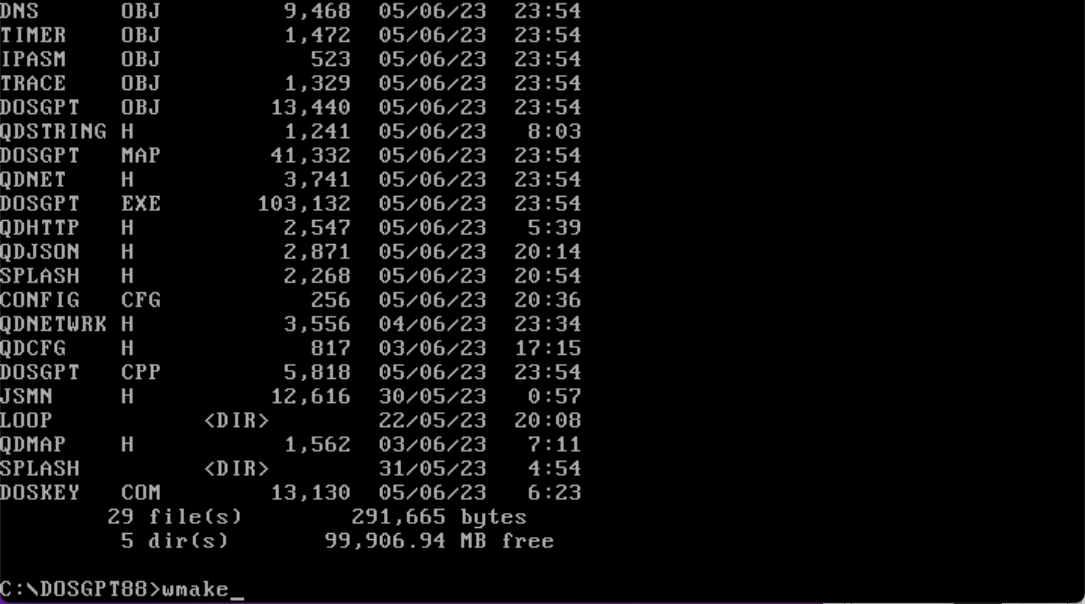 DNS      OBJ         9,468  05/06/23  23:54
TIMER    OBJ         1,472  05/06/23  23:54
IPASM    OBJ           523  05/06/23  23:54
TRACE    OBJ         1,329  05/06/23  23:54
DOSGPT   OBJ        13,440  05/06/23  23:54
QDSTRING H           1,241  05/06/23   8:03
DOSGPT   MAP        41,332  05/06/23  23:54
QDNET    H           3,741  05/06/23  23:54
DOSGPT   EXE       103,132  05/06/23  23:54
QDHTTP   H           2,547  05/06/23   5:39
QDJSON   H           2,871  05/06/23  20:14
SPLASH   H           2,268  05/06/23  20:54
CONFIG   CFG           256  05/06/23  20:36
QDNETWRK H           3,556  04/06/23  23:34
QDCFG    H             817  03/06/23  17:15
DOSGPT   CPP         5,818  05/06/23  23:54
JSMN     H          12,616  30/05/23   0:57
LOOP           <DIR>        22/05/23  20:08
QDMAP    H           1,562  03/06/23   7:11
SPLASH         <DIR>        31/05/23   4:54
DOSKEY   COM        13,130  05/06/23   6:23
        29 file(s)        291,665 bytes
         5 dir(s)       99,906.94 MB free
C:\DOSGPT88>wmake_